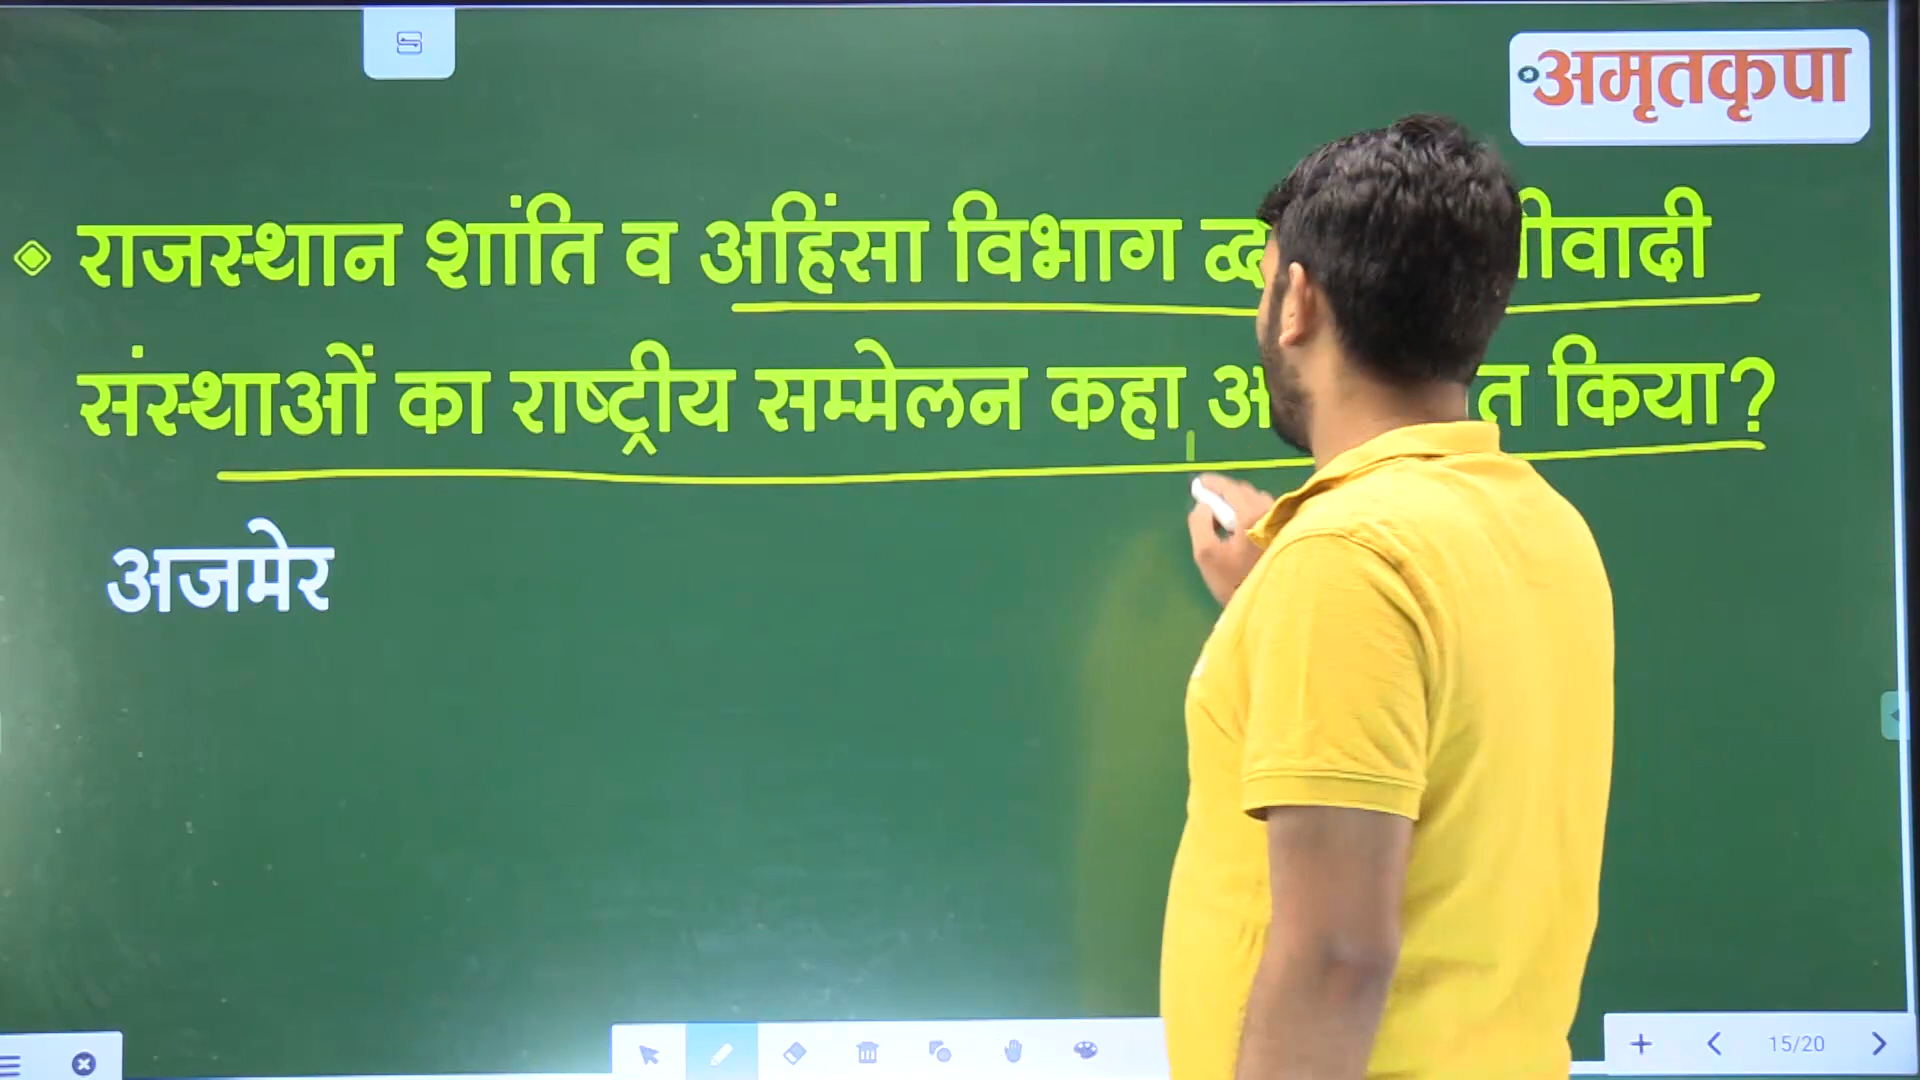 अमृतकृपा
राजस्थान शांति व अहिंसा विभाग
संस्थाओं का राष्ट्रीय सम्मेलन कहा किया?
अजमेर
15/20